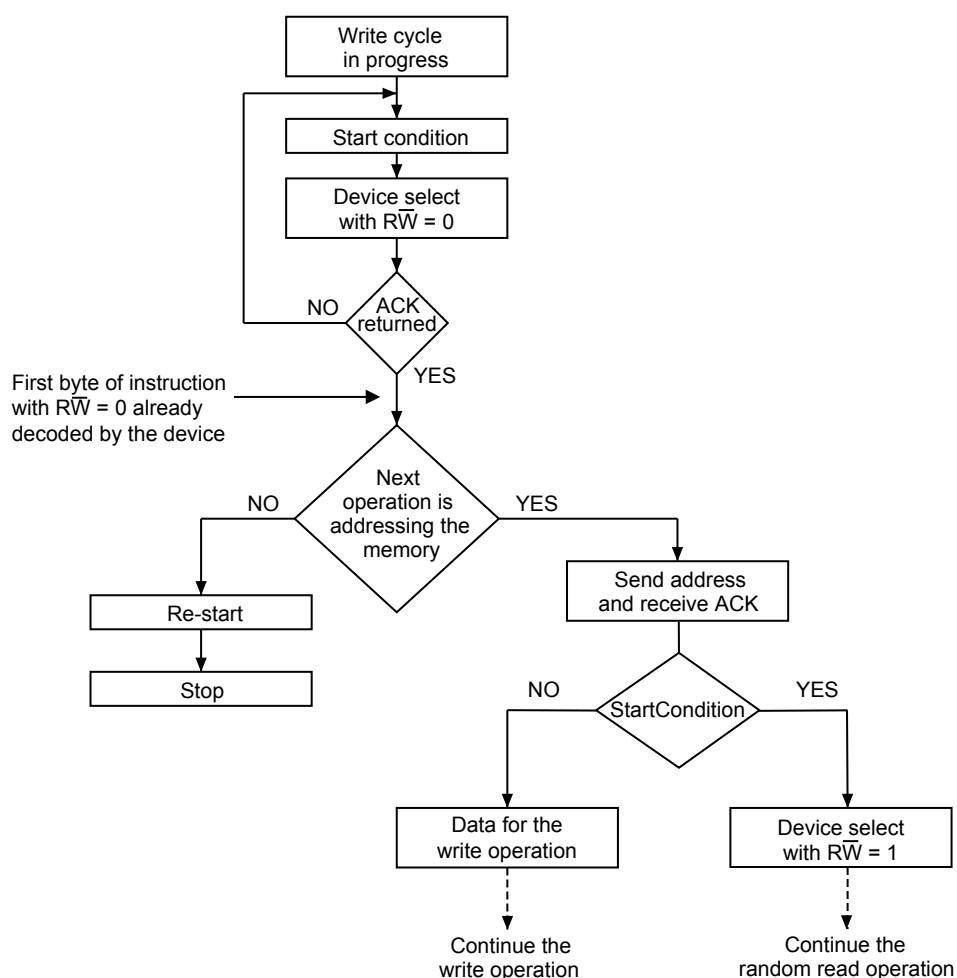 Write cycle
in progress
Start condition
Device select
with RW̅ = 0
NO
ACK
returned
YES
First byte of instruction
with RW̅ = 0 already
decoded by the device
Next
operation is
addressing the
memory
NO
YES
Re-start
Stop
Send address
and receive ACK
NO
StartCondition
YES
Data for the
write operation
Device select
with RW̅ = 1
Continue the
write operation
Continue the
random read operation